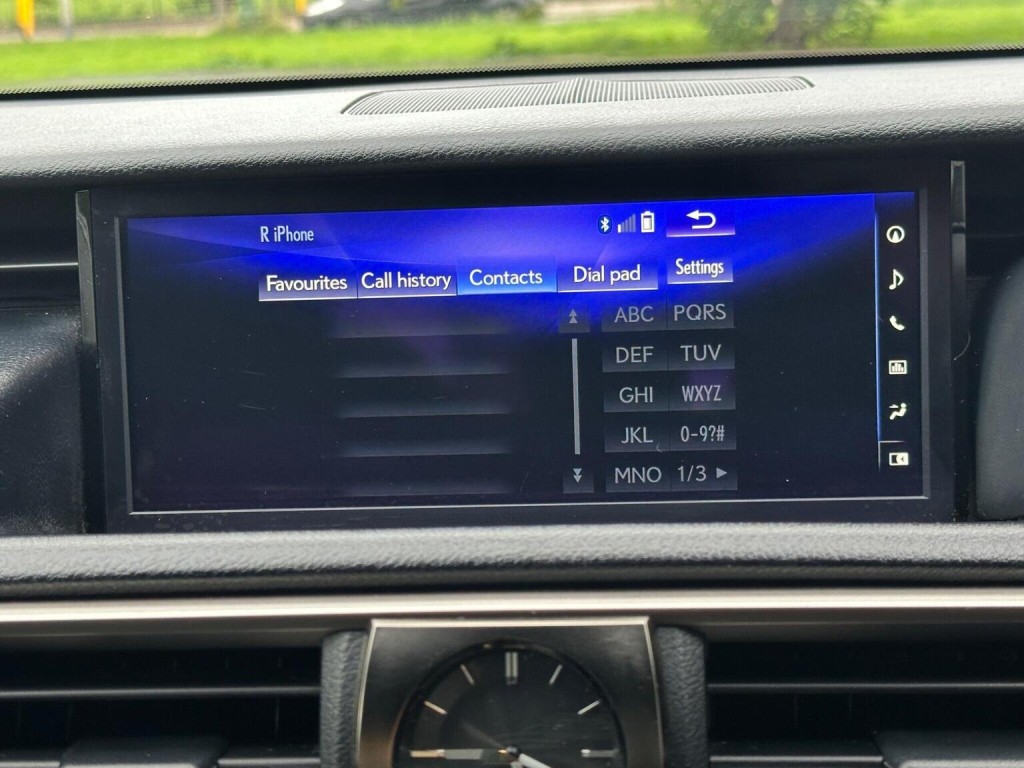 R iPhone
Favourites Call history Contacts Dial pad Settings
ABC PQRS
DEF TUV
GHI WXYZ
JKL 0-9?#
MNO 1/3